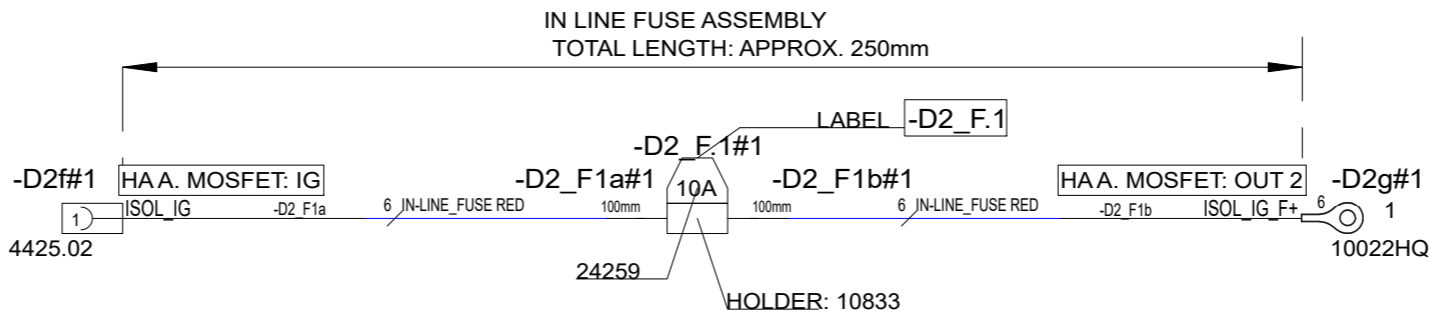 IN LINE FUSE ASSEMBLY
TOTAL LENGTH: APPROX. 250mm
LABEL -D2_F.1
-D2_F.1#1
-D2f#1 HA A. MOSFET: IG -D2_F1a#1 10A -D2_F1b#1 HA A. MOSFET: OUT 2 -D2g#1
1 ISOL_IG -D2_F1a 6 IN-LINE_FUSE RED 100mm 100mm 6 IN-LINE_FUSE RED -D2_F1b ISOL_IG_F+ 6 1
4425.02 10022HQ
24259
HOLDER: 10833